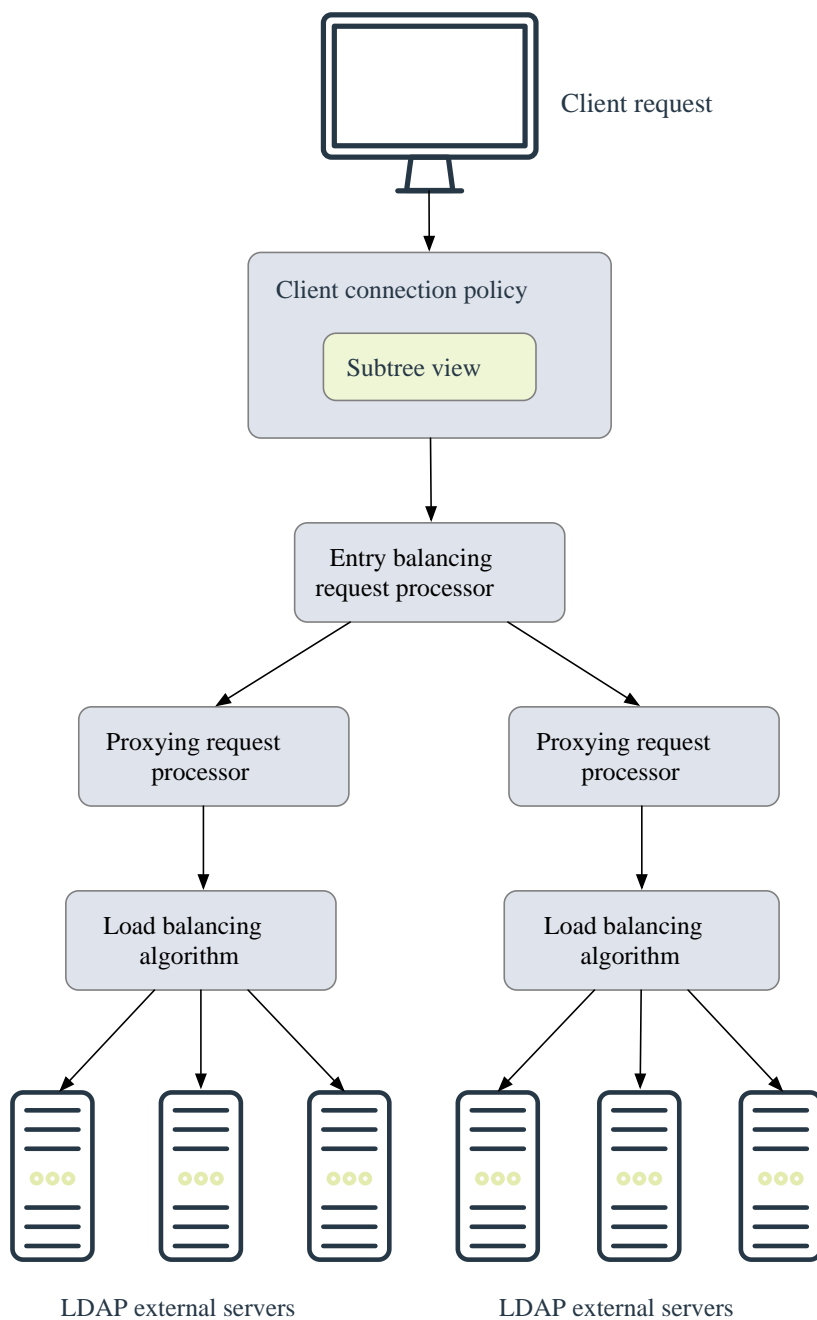 Client request
Client connection policy
Subtree view
Entry balancing
request processor
Proxying request
processor
Proxying request
processor
Load balancing
algorithm
Load balancing
algorithm
LDAP external servers
LDAP external servers